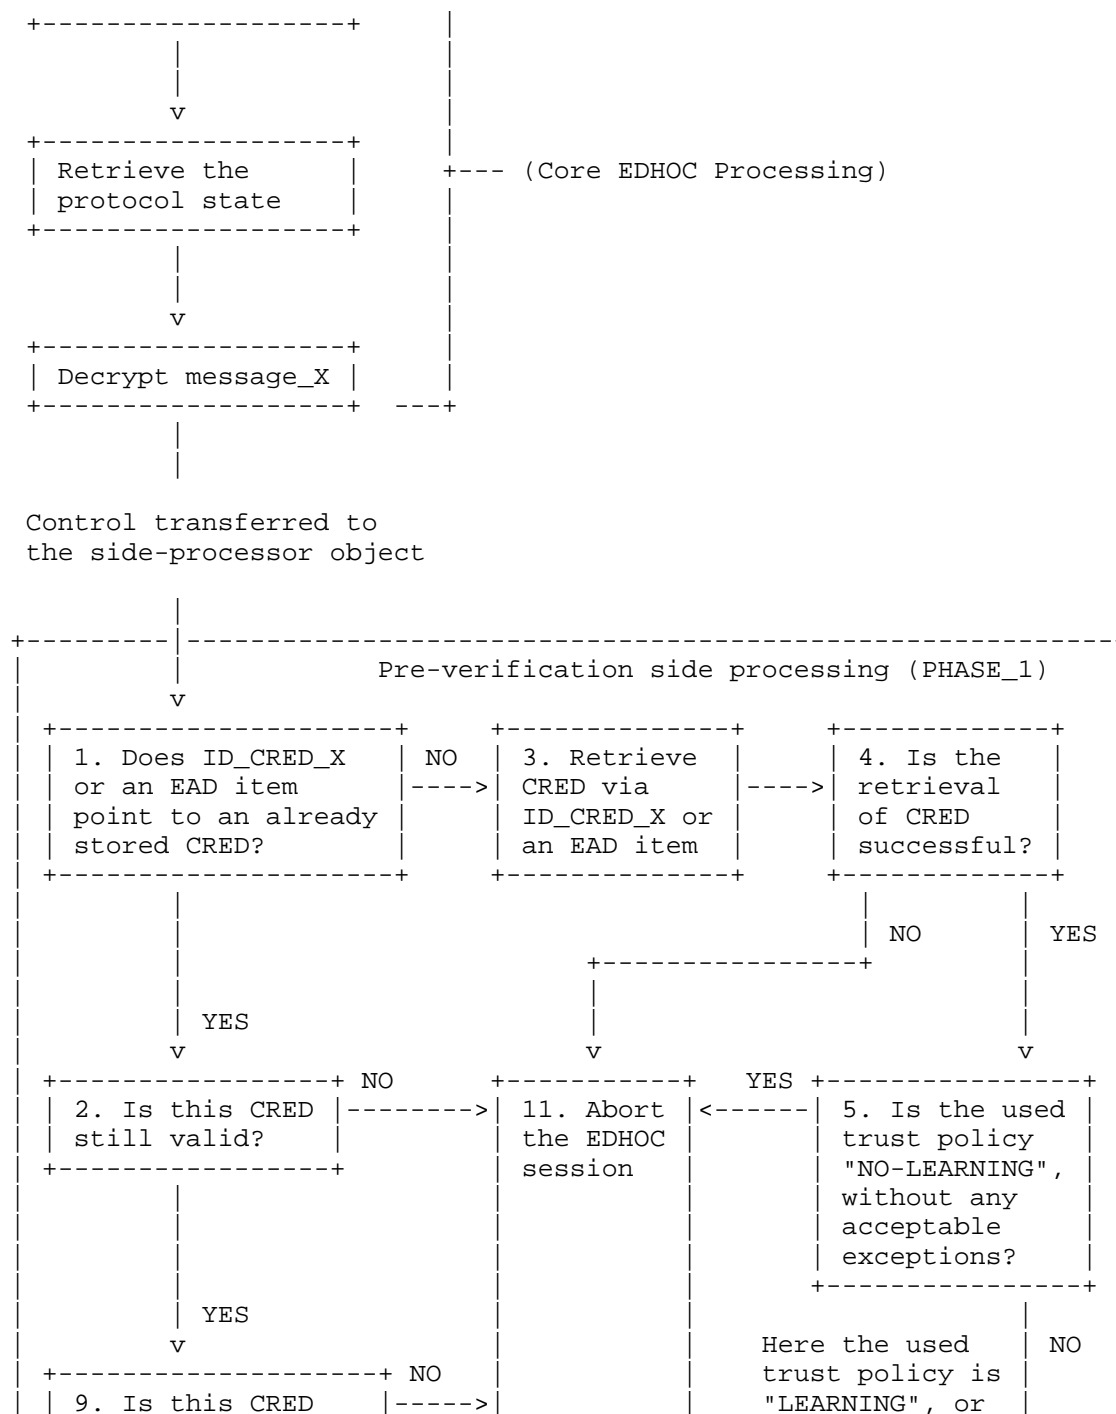 Retrieve the
+--- (Core EDHOC Processing)
protocol state
Decrypt message_X
---+
Control transferred to
the side-processor object
Pre-verification side processing (PHASE_1)
1. Does ID_CRED_X NO 3. Retrieve 4. Is the
or an EAD item ----> CRED via ----> retrieval
point to an already ID_CRED_X or of CRED
stored CRED? an EAD item successful?
NO YES
YES
NO YES
2. Is this CRED --------> 11. Abort <------ 5. Is the used
still valid? the EDHOC trust policy
session "NO-LEARNING",
without any
acceptable
exceptions?
YES
Here the used NO
NO trust policy is
9. Is this CRED -----> "LEARNING", or